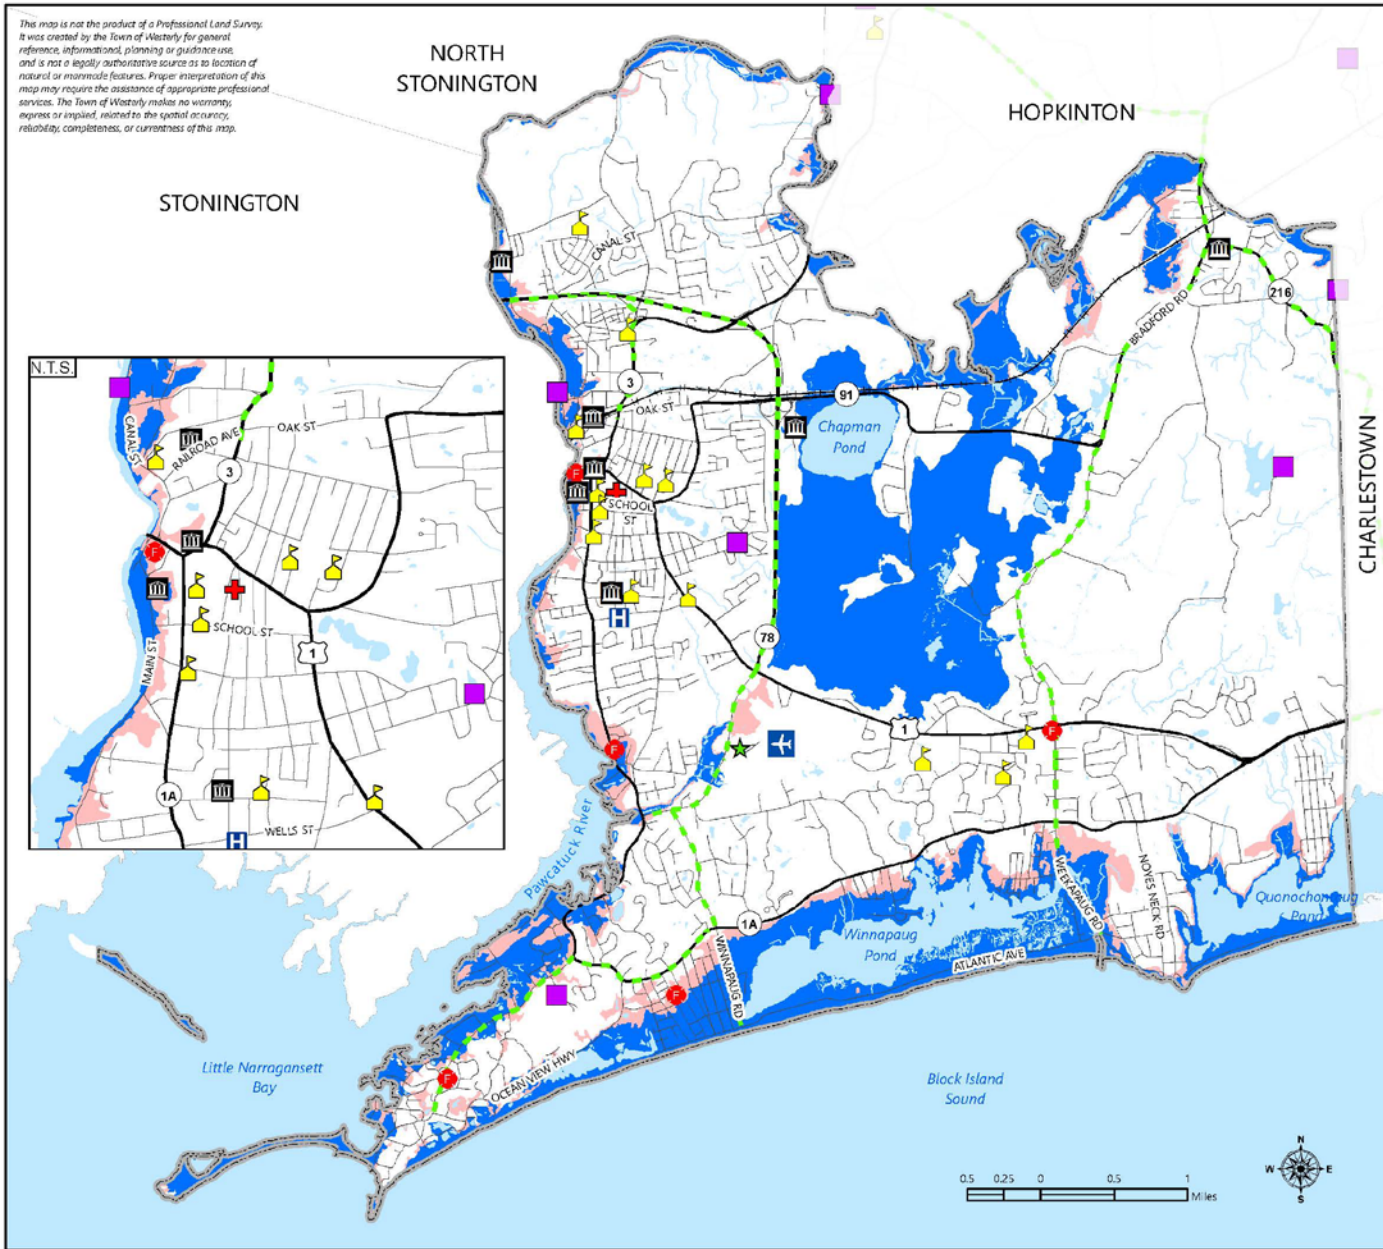 This map is not the product of a Professional Land Survey.
It was created by the Town of Westerly for general
reference, informational, planning or guidance use,
and is not a legally authoritative source as to location of
natural or manmade features. Proper interpretation of this
map may require the assistance of appropriate professional
services. The Town of Westerly makes no warranty,
express or implied, related to the spatial accuracy,
reliability, completeness, or currentness of this map.
NORTH
STONINGTON
HOPKINTON
STONINGTON
CANAL ST
216
BRADFORD RD
N.T.S.
3
91
OAK ST
CANAL ST
RAILROAD AVE
OAK ST
3
Chapman
Pond
CHARLESTOWN
F
SCHOOL
ST
F
H
SCHOOL ST
MAIN ST
1
78
1
F
F
1A
WELLS ST
H
Pawcatuck River
WEEKAPAUG RD
NOYES NECK RD
Quonochontaug
Pond
1A
Winnapaug
Pond
ATLANTIC AVE
WINNAPAUG RD
F
F
OCEAN VIEW HWY
Little Narragansett
Bay
Block Island
Sound
N
W
E
S
0.5
0.25
0
0.5
1
Miles